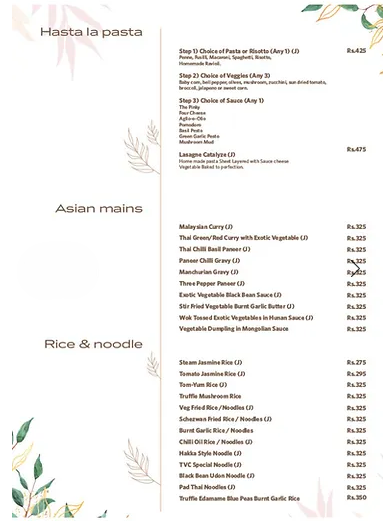 Hasta la pasta
Step 1) Choice of Pasta or Risotto (Any 1) (J) Rs.425
Penne, Fusilli, Macaroni, Spaghetti, Risotto,
Homemade Ravioli.
Step 2) Choice of Veggies (Any 3)
Baby corn, bell pepper, olives, mushroom, zucchini, sun dried tomato,
broccoli, jalapeno or sweet corn.
Step 3) Choice of Sauce (Any 1)
The Pinky
Four Cheese
Aglio-e-Olio
Pomodoro
Basil Pesto
Green Garlic Pesto
Mushroom Mad
Lasagne Catalyze (J) Rs.475
Home made pasta Sheet Layered with Sauce cheese
Vegetable Baked to perfection.
Asian mains
Malaysian Curry (J) Rs.325
Thai Green/Red Curry with Exotic Vegetable (J) Rs.325
Thai Chilli Basil Paneer (J) Rs.325
Paneer Chilli Gravy (J) Rs.325
Manchurian Gravy (J) Rs.325
Three Pepper Paneer (J) Rs.325
Exotic Vegetable Black Bean Sauce (J) Rs.325
Stir Fried Vegetable Burnt Garlic Butter (J) Rs.325
Wok Tossed Exotic Vegetables in Hunan Sauce (J) Rs.325
Vegetable Dumpling in Mongolian Sauce Rs.325
Rice & noodle
Steam Jasmine Rice (J) Rs.275
Tomato Jasmine Rice (J) Rs.295
Tom-Yum Rice (J) Rs.325
Truffle Mushroom Rice Rs.325
Veg Fried Rice/Noodles (J) Rs.325
Schezwan Fried Rice / Noodles (J) Rs.325
Burnt Garlic Rice/ Noodles Rs.325
Chilli Oil Rice / Noodles (J) Rs.325
Hakka Style Noodle (J) Rs.325
TVC Special Noodle (J) Rs.325
Black Bean Udon Noodle (J) Rs.325
Pad Thai Noodles (J) Rs.325
Truffle Edamame Blue Peas Burnt Garlic Rice Rs.350